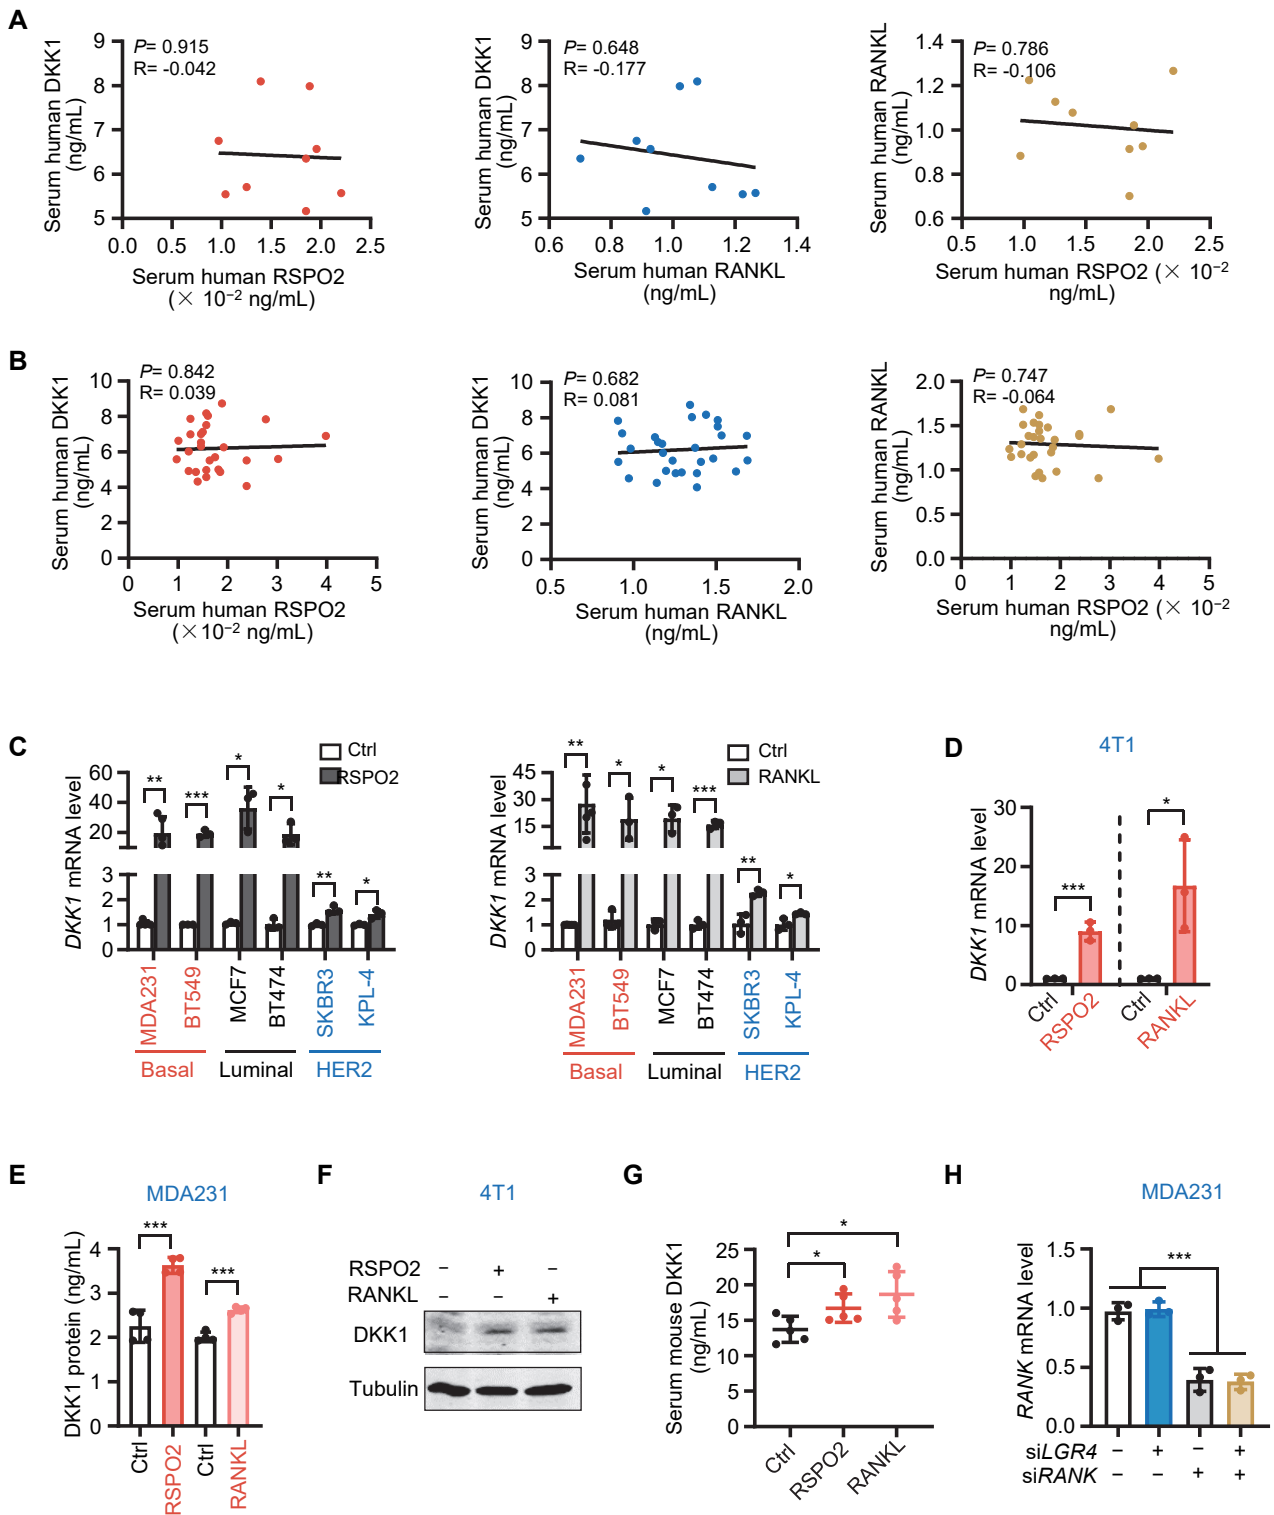 A
P= 0.915
R= -0.042
Serum human DKK1
(ng/mL)
9
8
7
6
5
0.0 0.5 1.0 1.5 2.0 2.5
Serum human RSPO2
(× 10⁻² ng/mL)
P= 0.648
R= -0.177
Serum human DKK1
(ng/mL)
9
8
7
6
5
0.6 0.8 1.0 1.2 1.4
Serum human RANKL
(ng/mL)
P= 0.786
R= -0.106
Serum human RANKL
(ng/mL)
1.4
1.2
1.0
0.8
0.6
0.5 1.0 1.5 2.0 2.5
Serum human RSPO2 (× 10⁻²
ng/mL)
B
P= 0.842
R= 0.039
Serum human DKK1
(ng/mL)
10
8
6
4
2
0
0 1 2 3 4 5
Serum human RSPO2
(×10⁻² ng/mL)
P= 0.682
R= 0.081
Serum human DKK1
(ng/mL)
10
8
6
4
2
0
0.5 1.0 1.5 2.0
Serum human RANKL
(ng/mL)
P= 0.747
R= -0.064
Serum human RANKL
(ng/mL)
2.0
1.5
1.0
0.5
0.0
0 1 2 3 4 5
Serum human RSPO2 (× 10⁻²
ng/mL)
C
Ctrl
RSPO2
DKK1 mRNA level
60
40
20
3
2
1
0
** *** * * ** *
MDA231 BT549 MCF7 BT474 SKBR3 KPL-4
Basal Luminal HER2
Ctrl
RANKL
DKK1 mRNA level
45
30
15
3
2
1
0
** * * *** ** *
MDA231 BT549 MCF7 BT474 SKBR3 KPL-4
Basal Luminal HER2
D
4T1
DKK1 mRNA level
30
20
10
0
*** *
Ctrl RSPO2 Ctrl RANKL
E
MDA231
DKK1 protein (ng/mL)
4
3
2
1
0
*** ***
Ctrl RSPO2 Ctrl RANKL
F
4T1
RSPO2 − + −
RANKL − − +
DKK1
Tubulin
G
Serum mouse DKK1
(ng/mL)
25
20
15
10
5
0
*
*
Ctrl RSPO2 RANKL
H
MDA231
RANK mRNA level
1.5
1.0
0.5
0.0
***
siLGR4 − + − +
siRANK − − + +